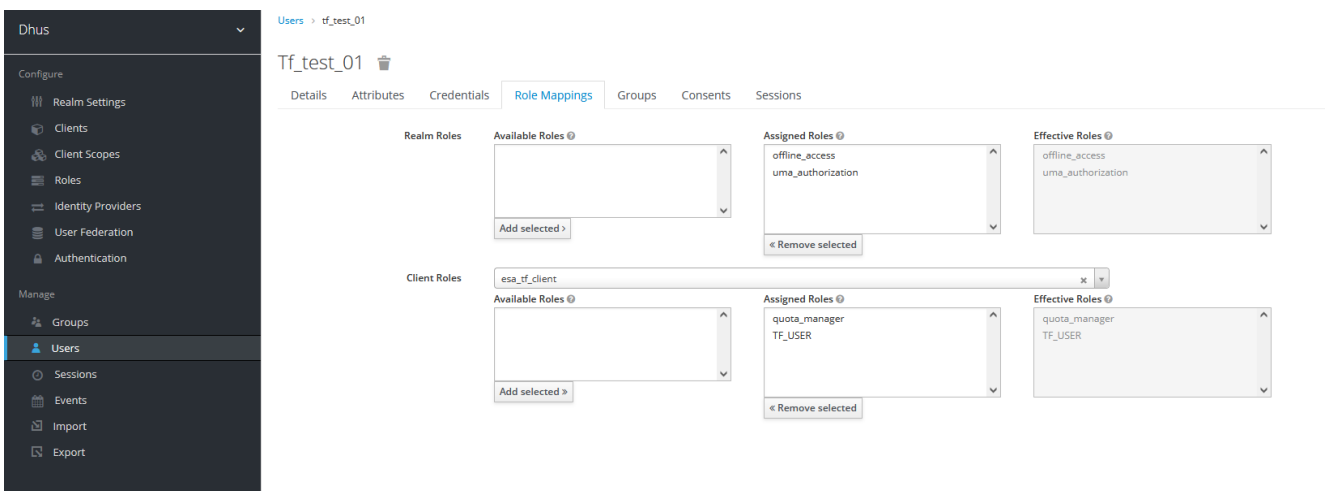 Dhus
Configure
Realm Settings
Clients
Client Scopes
Roles
Identity Providers
User Federation
Authentication
Manage
Groups
Users
Sessions
Events
Import
Export
Users > tf_test_01
Tf_test_01
Details Attributes Credentials Role Mappings Groups Consents Sessions
Realm Roles Available Roles Assigned Roles Effective Roles
offline_access offline_access
uma_authorization uma_authorization
Add selected >
« Remove selected
Client Roles esa_tf_client
Available Roles Assigned Roles Effective Roles
quota_manager quota_manager
TF_USER TF_USER
Add selected »
« Remove selected